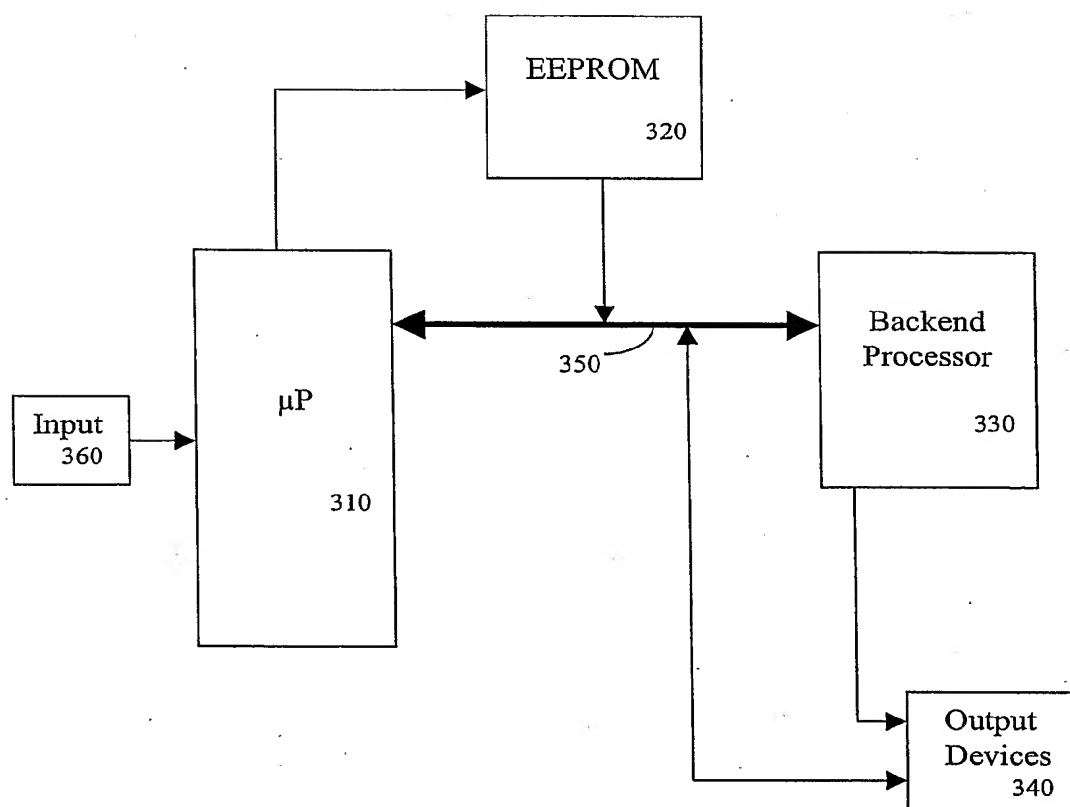 EEPROM
320
350
Backend
Processor
330
μP
310
Input
360
Output
Devices
340